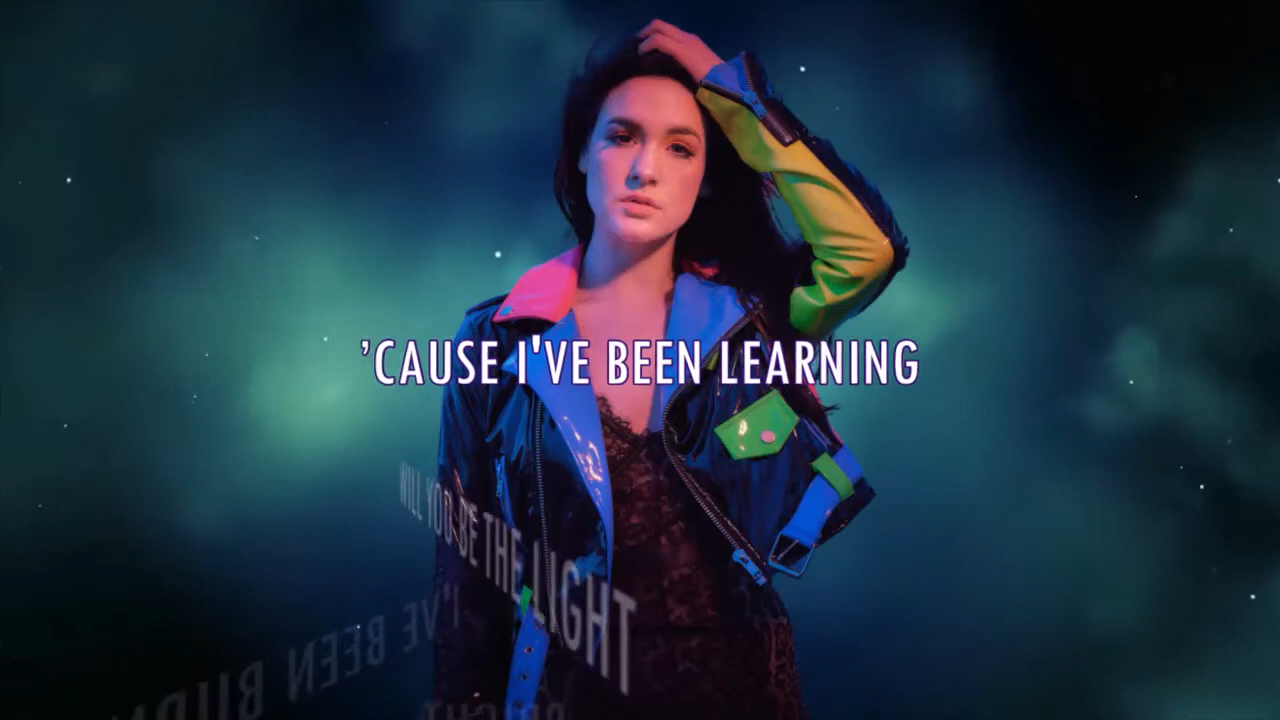 ’CAUSE I'VE BEEN LEARNING
WILL YOU BE THE LIGHT
I'VE BEEN